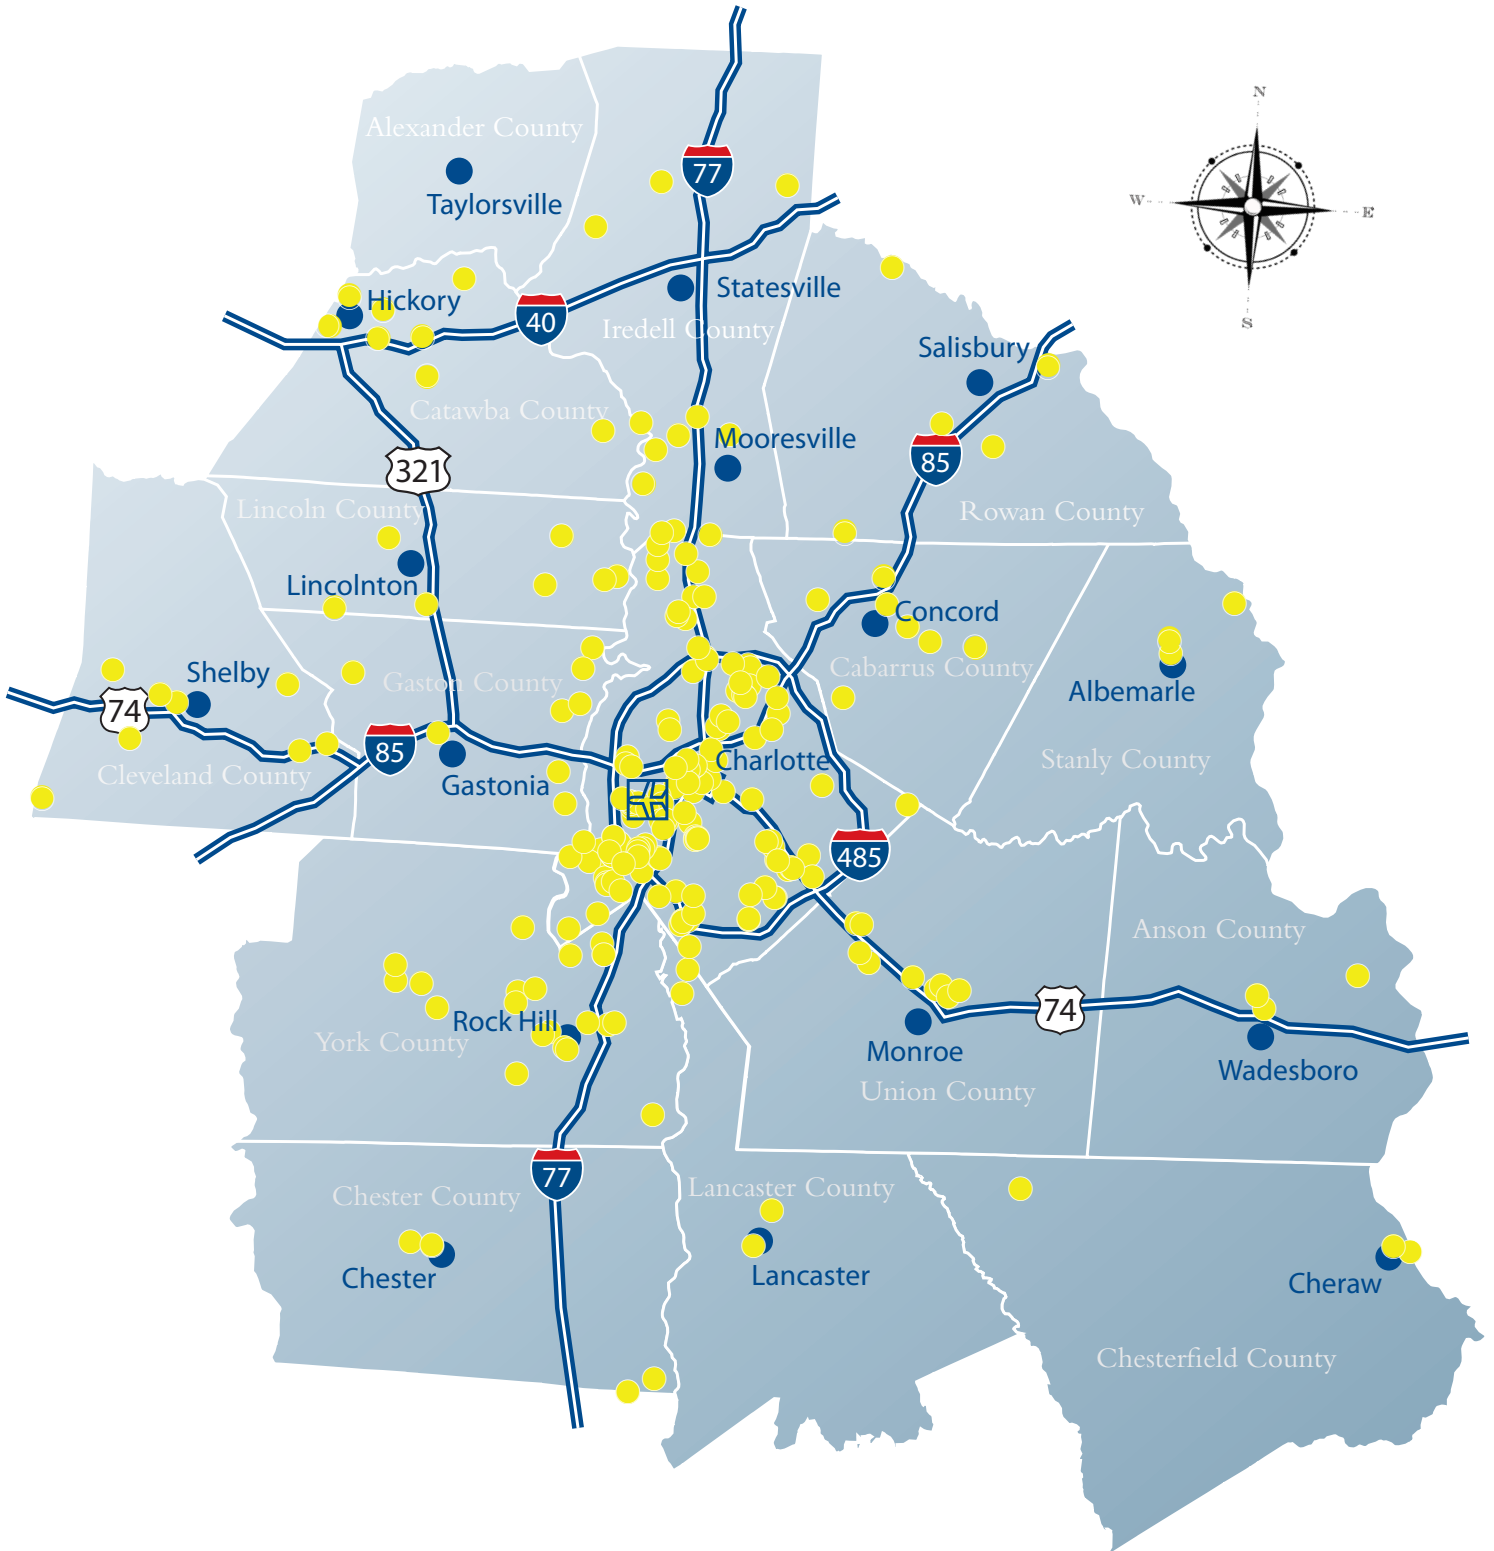 N
Alexander County
77
Taylorsville
W
E
Hickory
Statesville
S
40
Iredell County
Salisbury
Catawba County
Mooresville
321
85
Lincoln County
Rowan County
Lincolnton
Concord
Shelby
Gaston County
Cabarrus County
Albemarle
74
85
Charlotte
Stanly County
Cleveland County
Gastonia
485
Anson County
Rock Hill
74
York County
Monroe
Wadesboro
Union County
77
Lancaster County
Chester County
Chester
Lancaster
Cheraw
Chesterfield County